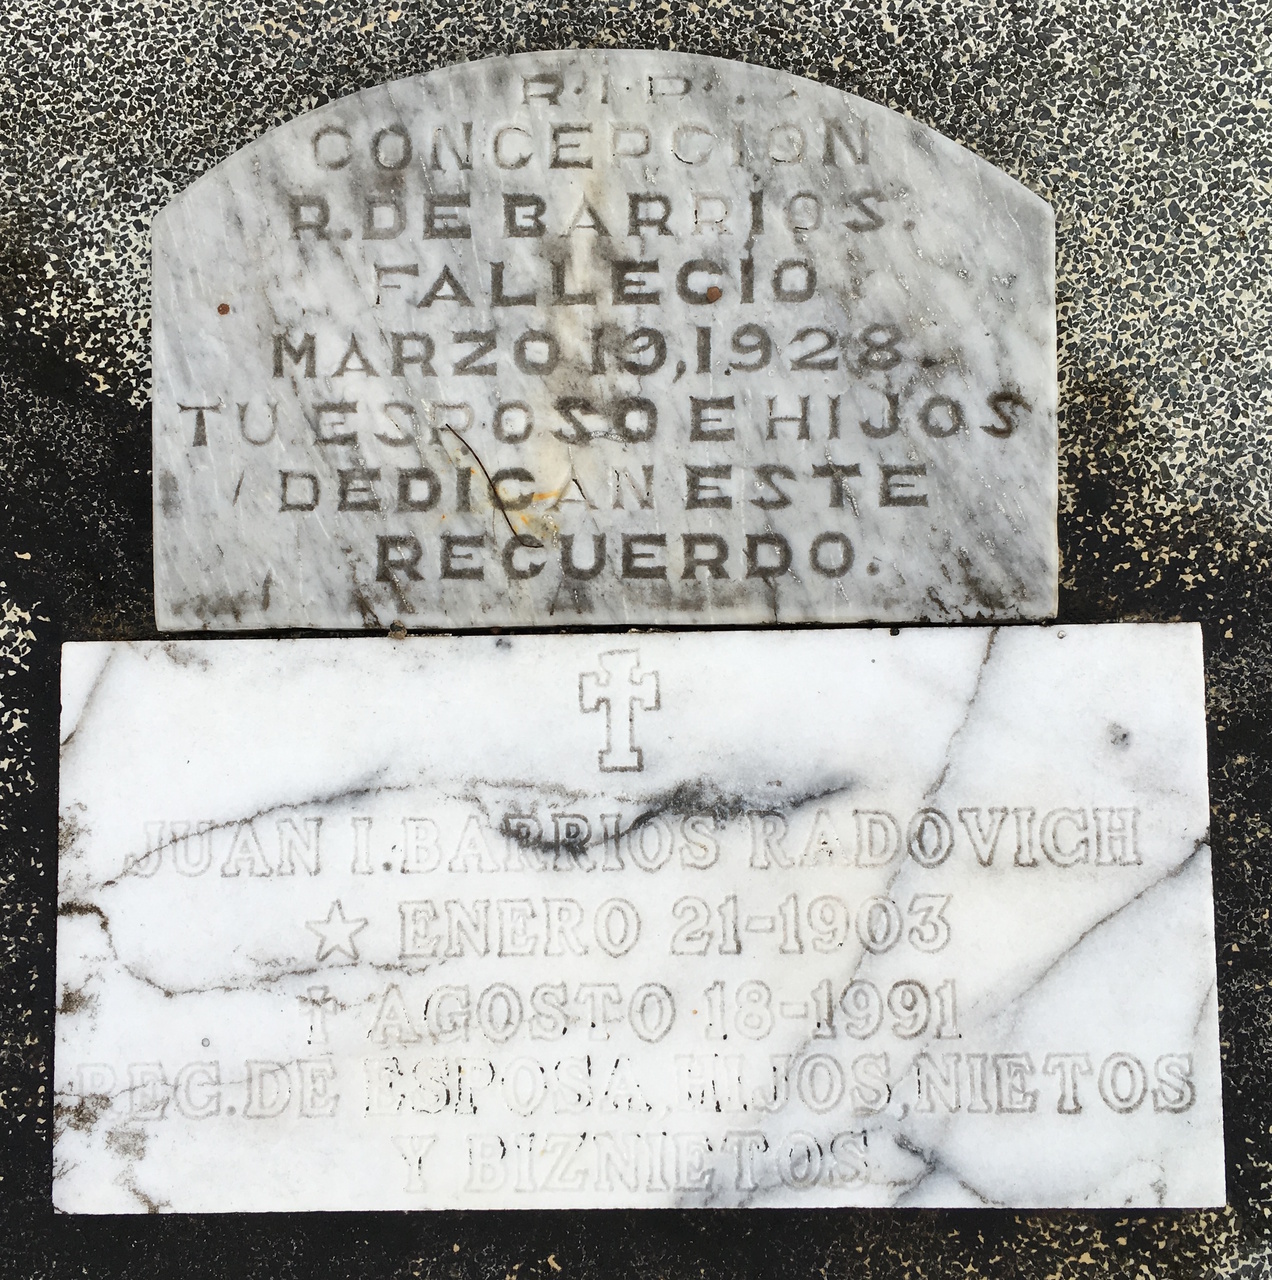 R.I.P.
CONCEPCION
R. DE BARRIOS.
FALLECIO
MARZO 19, 1928.
TU ESPOSO E HIJOS
DEDICAN ESTE
RECUERDO.
JUAN I. BARRIOS RADOVICH
ENERO 21-1903
AGOSTO 18-1991
REC. DE ESPOSA, HIJOS, NIETOS
Y BIZNIETOS